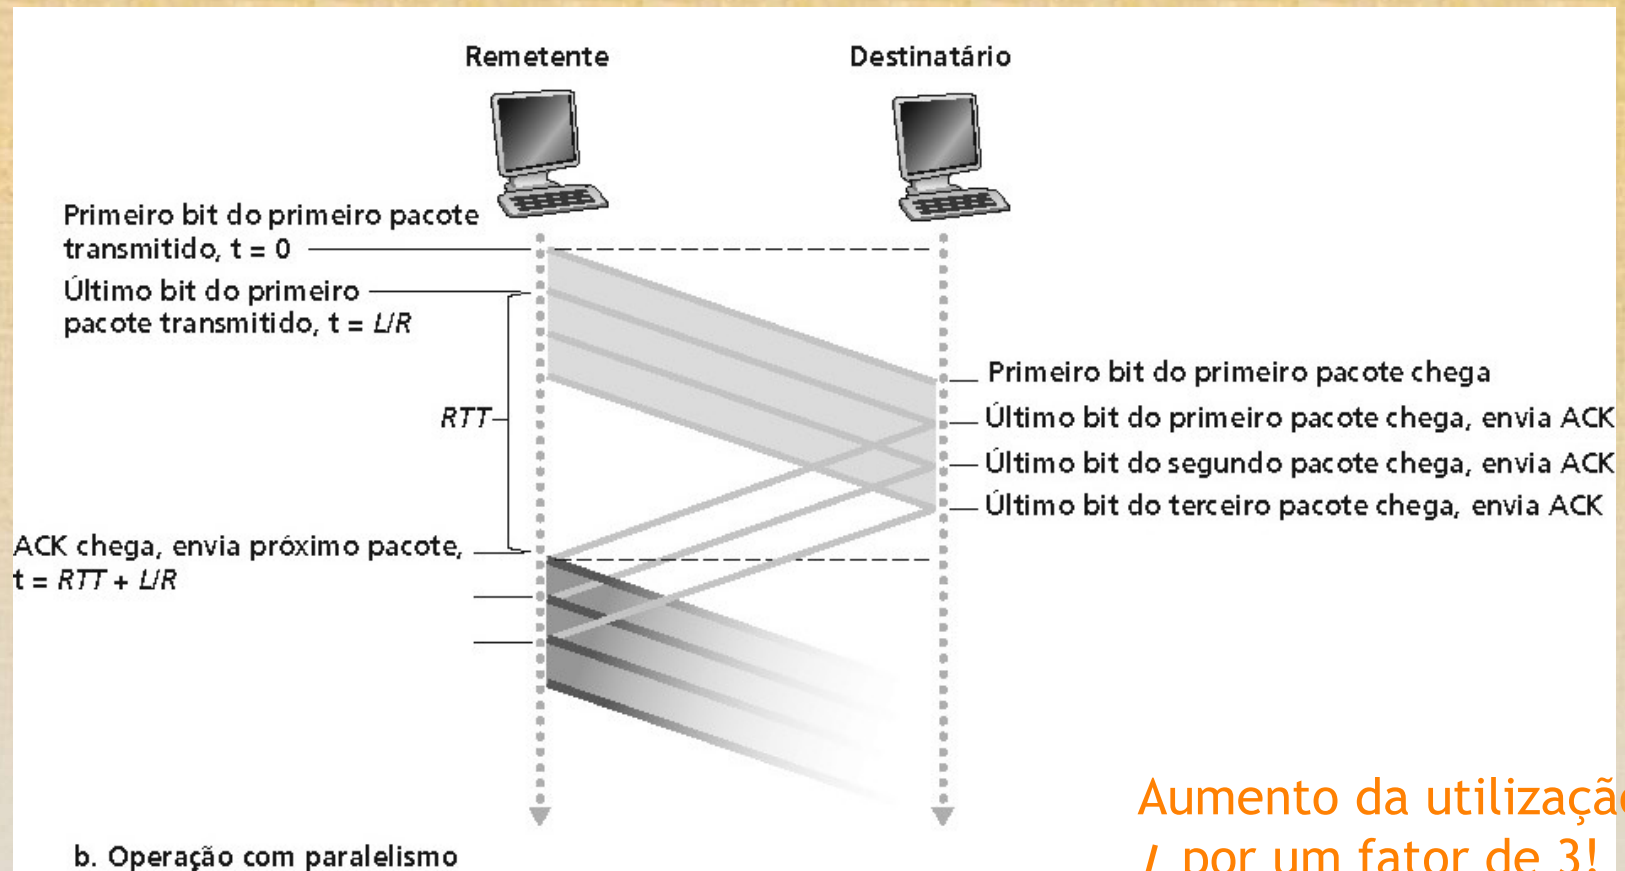 Remetente
Destinatário
Primeiro bit do primeiro pacote
transmitido, t = 0
Último bit do primeiro
pacote transmitido, t = L/R
RTT
Primeiro bit do primeiro pacote chega
Último bit do primeiro pacote chega, envia ACK
Último bit do segundo pacote chega, envia ACK
Último bit do terceiro pacote chega, envia ACK
ACK chega, envia próximo pacote,
t = RTT + L/R
Aumento da utilização
por um fator de 3!
b. Operação com paralelismo